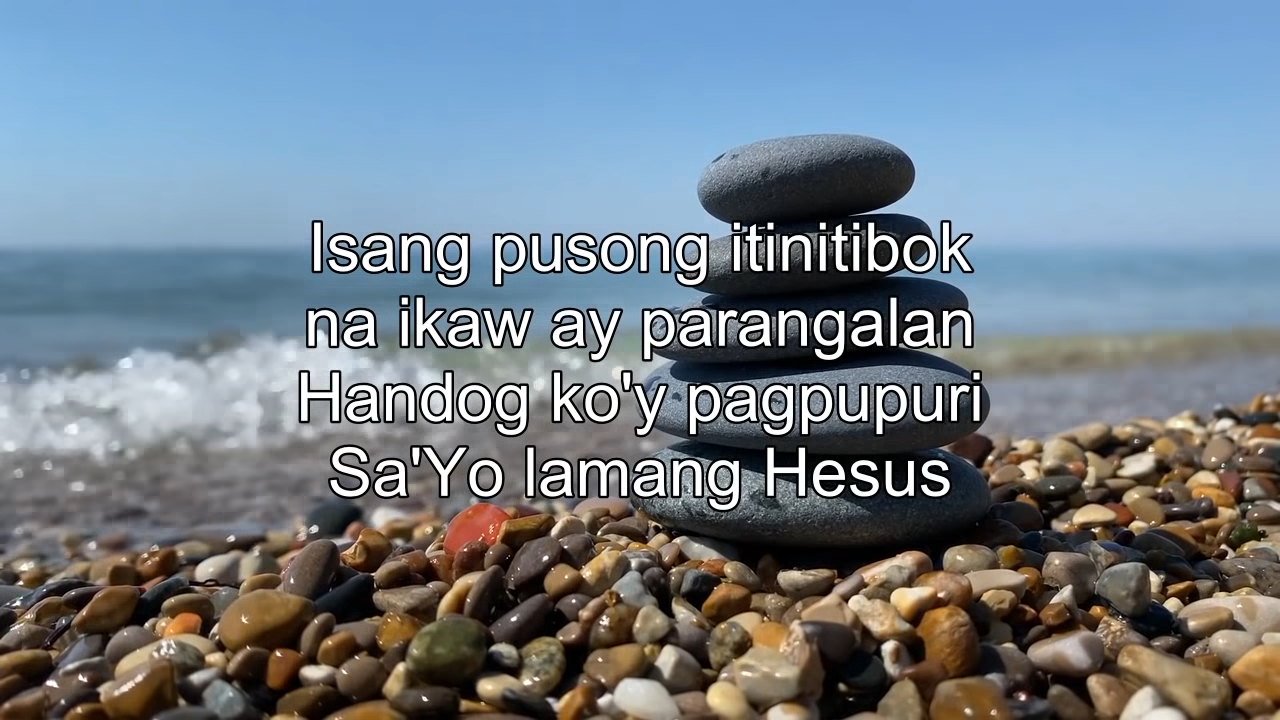 Isang pusong itinitibok
na ikaw ay parangalan
Handog ko'y pagpupuri
Sa'Yo lamang Hesus